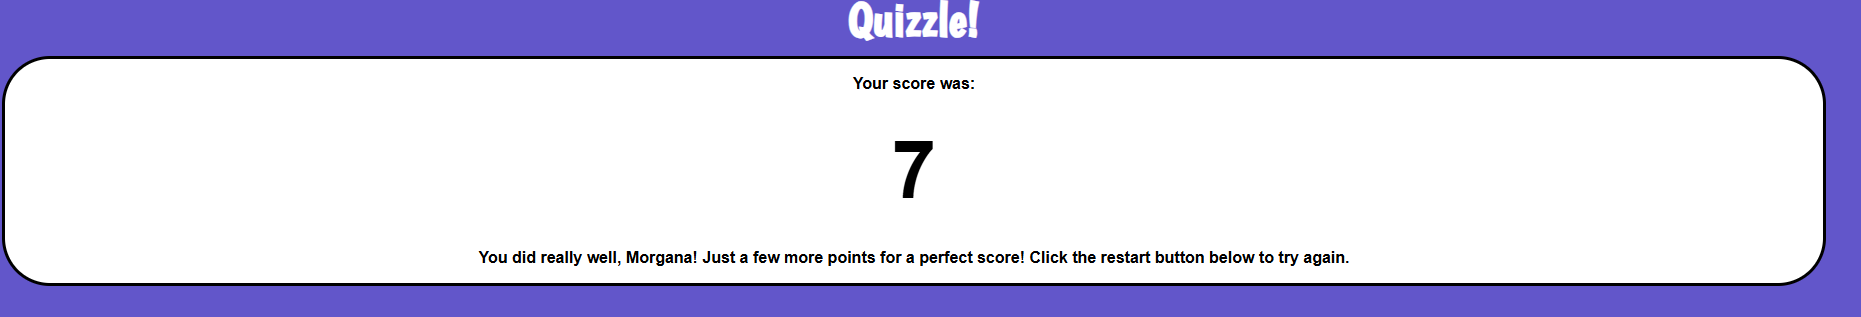 Quizzle!
Your score was:
7
You did really well, Morgana! Just a few more points for a perfect score! Click the restart button below to try again.